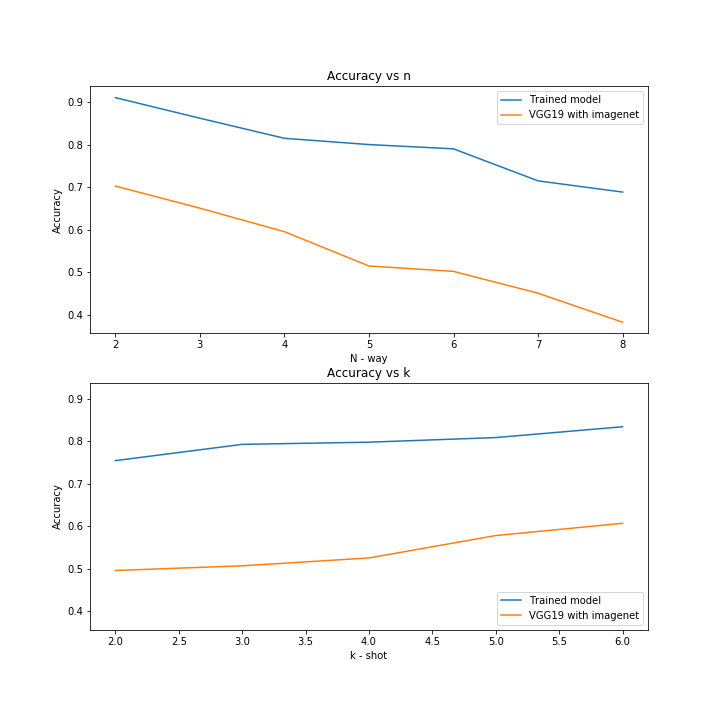 Accuracy vs n
Trained model
VGG19 with imagenet
Accuracy
0.9
0.8
0.7
0.6
0.5
0.4
2 3 4 5 6 7 8
N - way
Accuracy vs k
Accuracy
0.9
0.8
0.7
0.6
0.5
0.4
Trained model
VGG19 with imagenet
2.0 2.5 3.0 3.5 4.0 4.5 5.0 5.5 6.0
k - shot